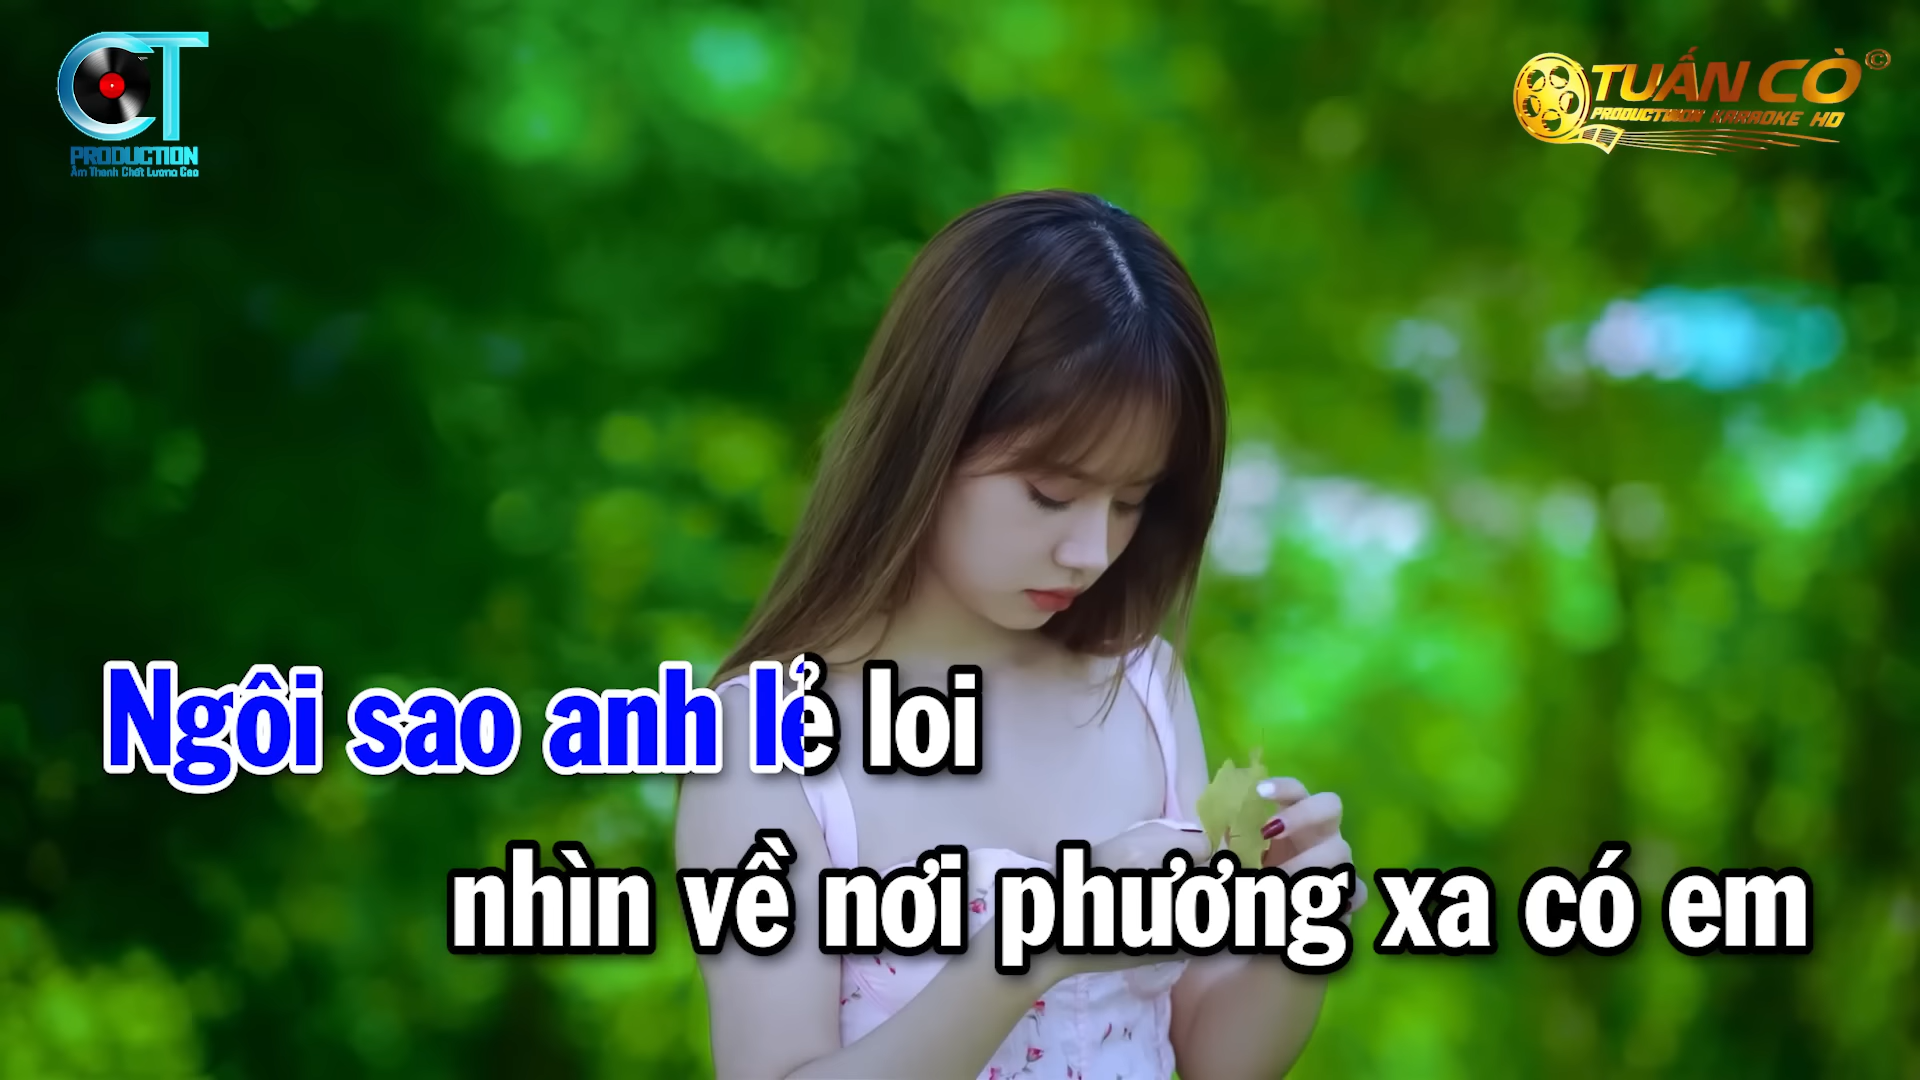 CT
PRODUCTION
Âm Thanh Chất Lượng Cao
TUẤN CÒ ©
PRODUCTINON KARAOKE HD
Ngôi sao anh lẻ loi
nhìn về nơi phương xa có em